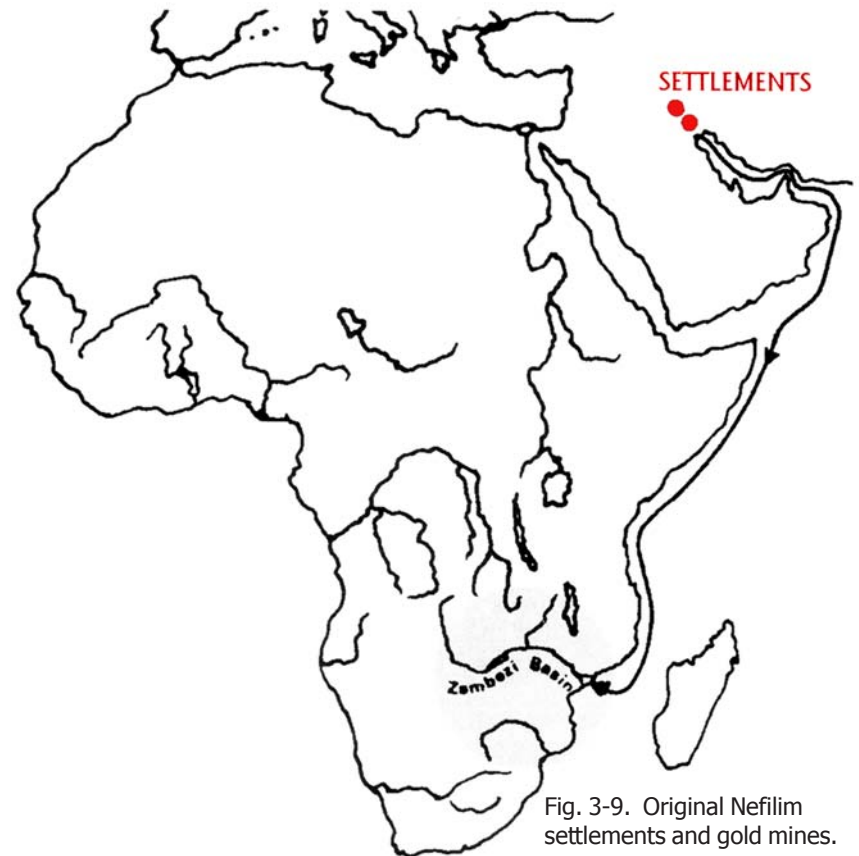 SETTLEMENTS
Zambezi Basin
Fig. 3-9. Original Nefilim
settlements and gold mines.